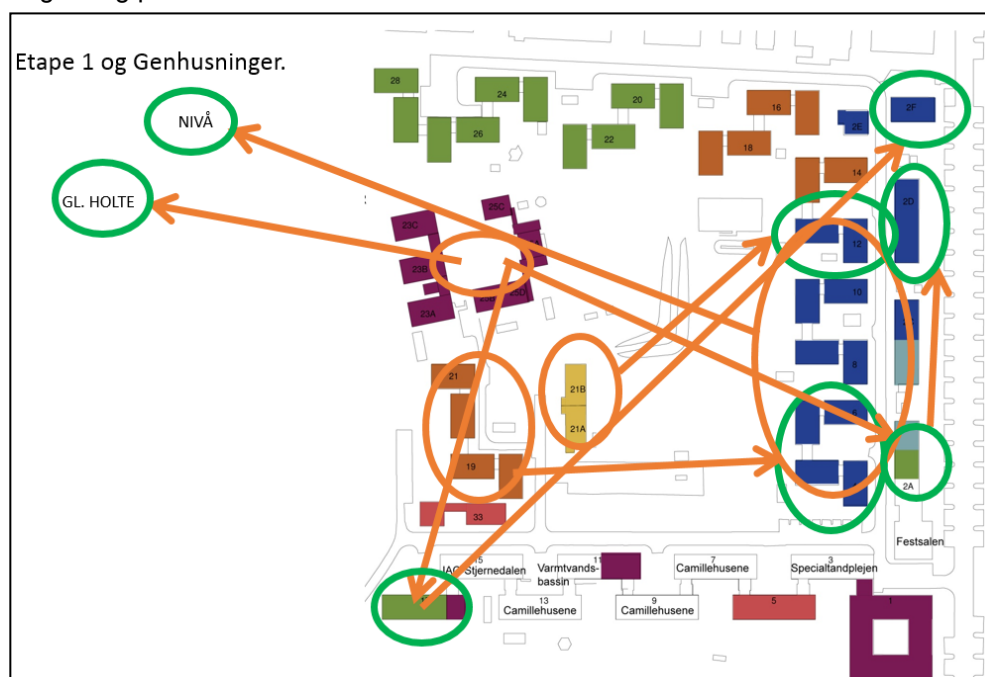 Etape 1 og Genhusninger.
NIVÅ
GL. HOLTE
28
24
26
20
22
16
18
14
2E
2F
2D
12
10
8
6
2A
Festsalen
23C
23B
23A
25C
25D
21
19
21B
21A
33
15
IAC Stjernedalen
11
Varmtvands-
bassin
7
Camillehusene
3
Specialtandplejen
13
Camillehusene
9
Camillehusene
5
1